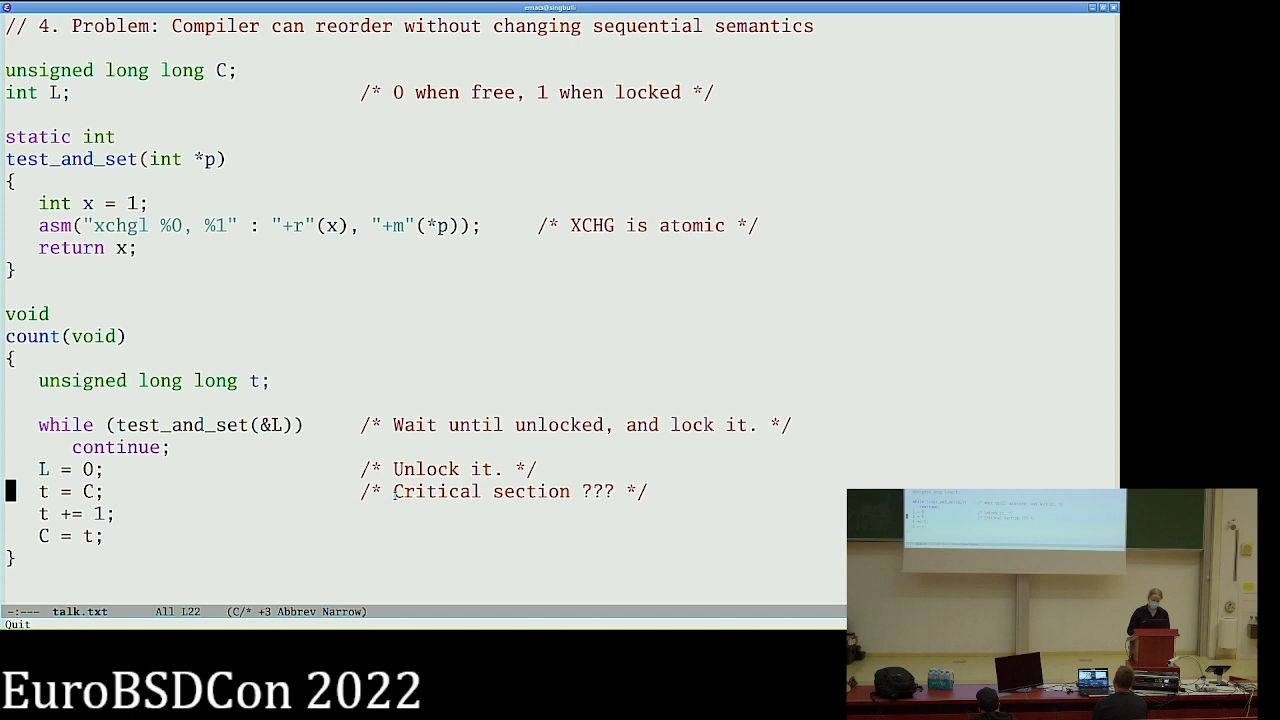 emacs@singbulli
// 4. Problem: Compiler can reorder without changing sequential semantics
unsigned long long C;
int L; /* 0 when free, 1 when locked */
static int
test_and_set(int *p)
{
int x = 1;
asm("xchgl %0, %1" : "+r"(x), "+m"(*p)); /* XCHG is atomic */
return x;
}
void
count(void)
{
unsigned long long t;
while (test_and_set(&L)) /* Wait until unlocked, and lock it. */
continue;
L = 0; /* Unlock it. */
t = C; /* Critical section ??? */
t += 1;
C = t;
}
-:--- talk.txt All L22 (C/* +3 Abbrev Narrow)
Quit
EuroBSDCon 2022